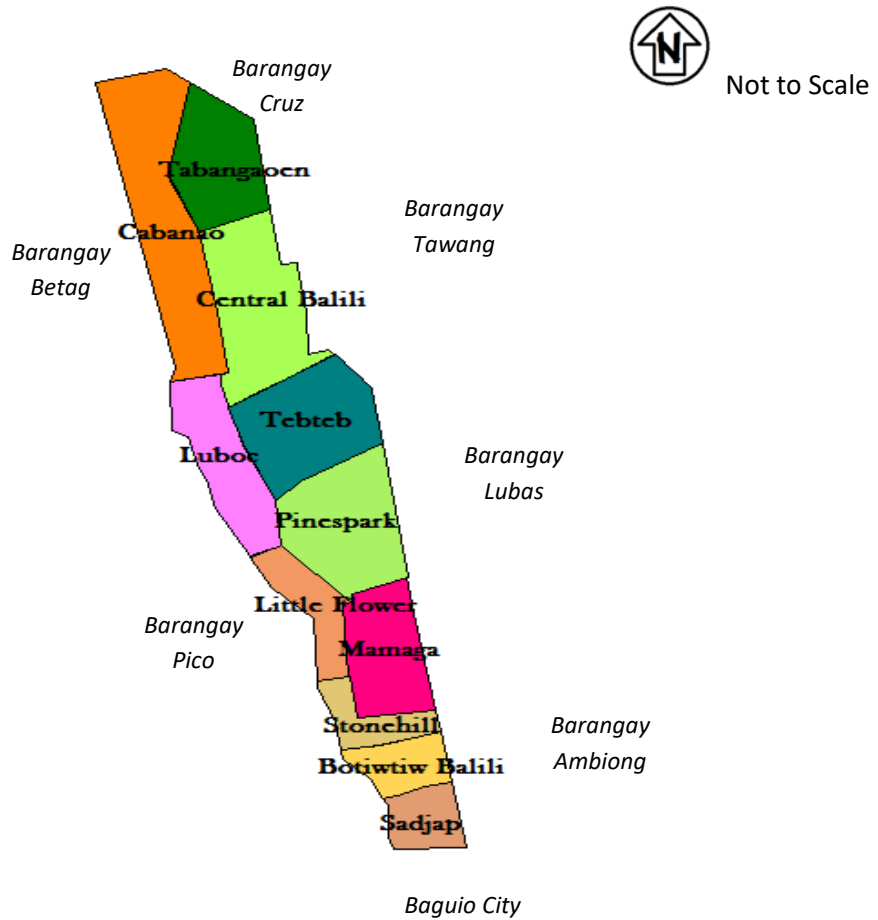 N
Not to Scale
Barangay
Cruz
Tabangaoen
Barangay
Tawang
Cabanao
Barangay
Betag
Central Balili
Tebteb
Luboc
Barangay
Lubas
Pinespark
Little Flower
Barangay
Pico
Mamaga
Stonehill
Barangay
Ambiong
Botiwtiw Balili
Sadjap
Baguio City